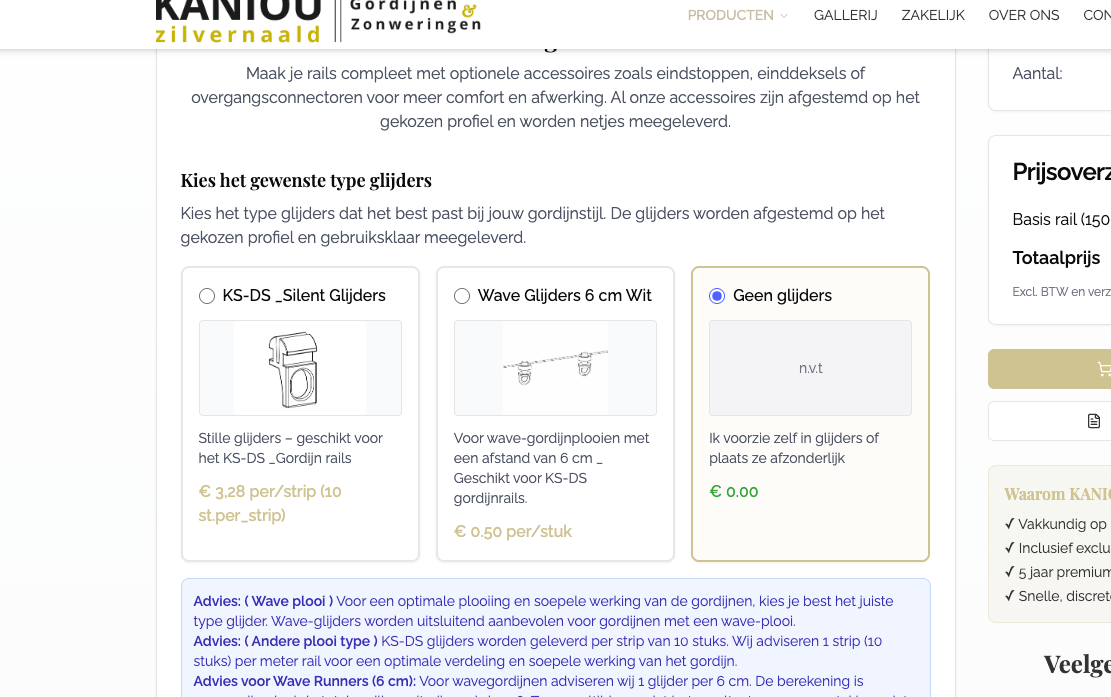 KANIOU
zilvernaald
Gordijnen &
Zonweringen
PRODUCTEN
GALLERIJ
ZAKELIJK
OVER ONS
CON
Maak je rails compleet met optionele accessoires zoals eindstoppen, einddeksels of
overgangsconnectoren voor meer comfort en afwerking. Al onze accessoires zijn afgestemd op het
gekozen profiel en worden netjes meegeleverd.
Kies het gewenste type glijders
Kies het type glijders dat het best past bij jouw gordijnstijl. De glijders worden afgestemd op het
gekozen profiel en gebruiksklaar meegeleverd.
KS-DS _Silent Glijders
Stille glijders – geschikt voor
het KS-DS _Gordijn rails
€ 3,28 per/strip (10
st.per_strip)
Wave Glijders 6 cm Wit
Voor wave-gordijnplooien met
een afstand van 6 cm _
Geschikt voor KS-DS
gordijnrails.
€ 0.50 per/stuk
Geen glijders
n.v.t
Ik voorzie zelf in glijders of
plaats ze afzonderlijk
€ 0.00
Advies: ( Wave plooi ) Voor een optimale plooiing en soepele werking van de gordijnen, kies je best het juiste
type glijder. Wave-glijders worden uitsluitend aanbevolen voor gordijnen met een wave-plooi.
Advies: ( Andere plooi type ) KS-DS glijders worden geleverd per strip van 10 stuks. Wij adviseren 1 strip (10
stuks) per meter rail voor een optimale verdeling en soepele werking van het gordijn.
Advies voor Wave Runners (6 cm): Voor wavegordijnen adviseren wij 1 glijder per 6 cm. De berekening is
Aantal:
Prijsoverz
Basis rail (150
Totaalprijs
Excl. BTW en verz
Waarom KANIO
✓ Vakkundig op
✓ Inclusief exclu
✓ 5 jaar premium
✓ Snelle, discrete
Veelge